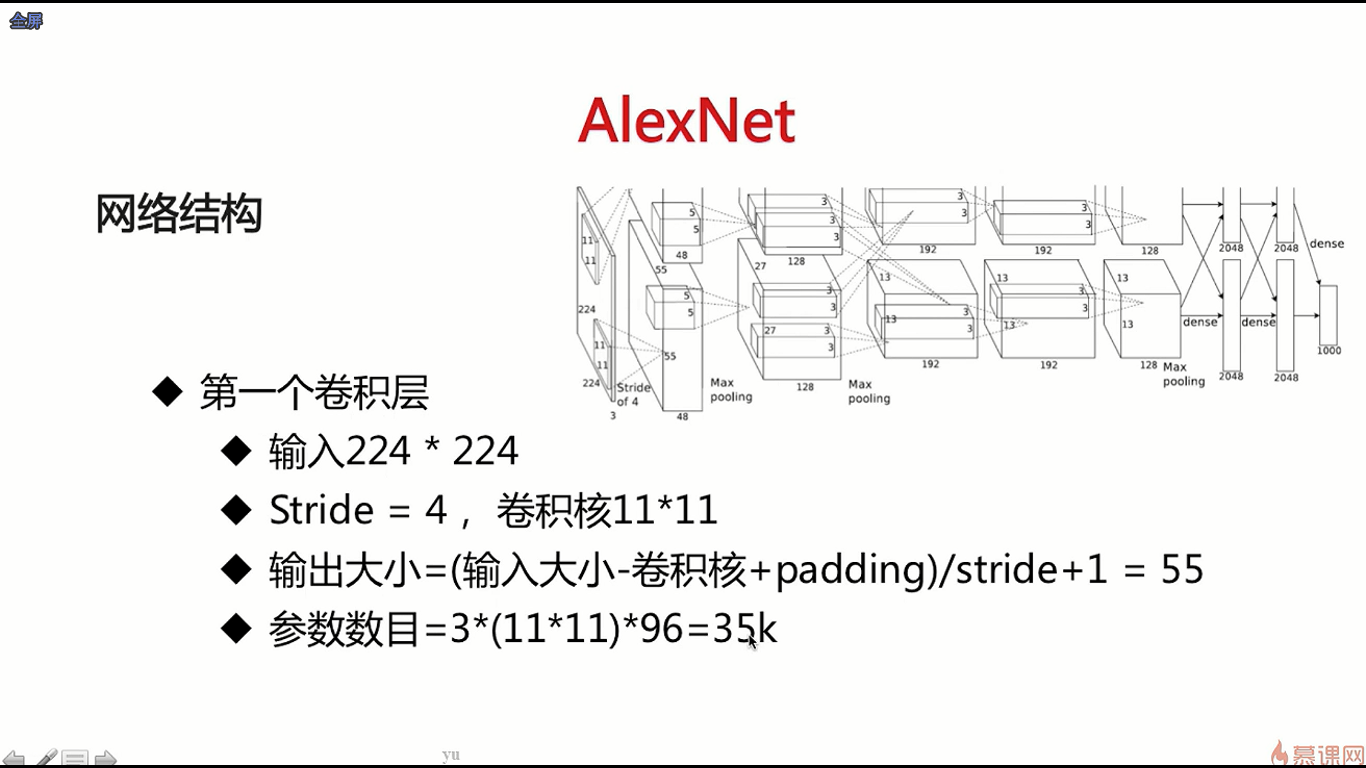 全屏
AlexNet
网络结构
11
11
224
11
11
224
3
Stride
of 4
5
5
48
55
5
5
55
48
Max
pooling
3
3
3
128
27
3
3
27
3
3
128
Max
pooling
3
3
192
13
3
3
13
192
3
3
192
13
3
3
13
192
128
13
13
128
Max
pooling
2048
2048
dense
dense
dense
2048
2048
1000
◆ 第一个卷积层
◆ 输入224 * 224
◆ Stride = 4 ，卷积核11*11
◆ 输出大小=(输入大小-卷积核+padding)/stride+1 = 55
◆ 参数数目=3*(11*11)*96=35k
yu
慕课网